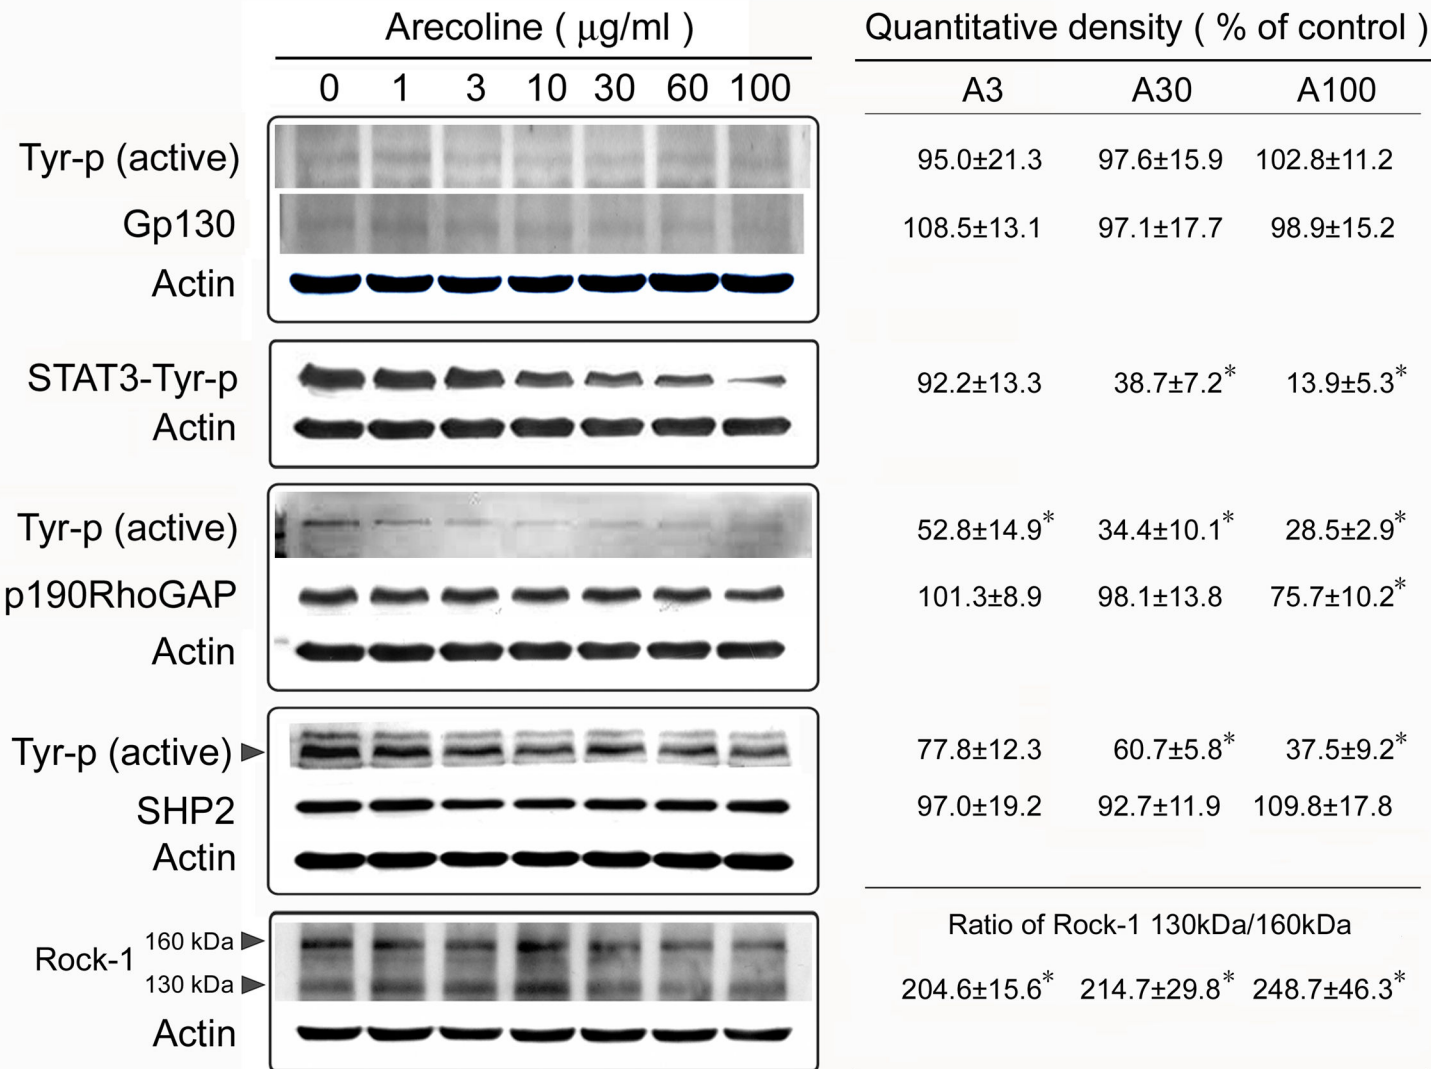 Arecoline ( μg/ml )
Quantitative density ( % of control )
0 1 3 10 30 60 100
A3 A30 A100
Tyr-p (active) 95.0±21.3 97.6±15.9 102.8±11.2
Gp130 108.5±13.1 97.1±17.7 98.9±15.2
Actin
STAT3-Tyr-p 92.2±13.3 38.7±7.2* 13.9±5.3*
Actin
Tyr-p (active) 52.8±14.9* 34.4±10.1* 28.5±2.9*
p190RhoGAP 101.3±8.9 98.1±13.8 75.7±10.2*
Actin
Tyr-p (active) 77.8±12.3 60.7±5.8* 37.5±9.2*
SHP2 97.0±19.2 92.7±11.9 109.8±17.8
Actin
Ratio of Rock-1 130kDa/160kDa
160 kDa
Rock-1
130 kDa 204.6±15.6* 214.7±29.8* 248.7±46.3*
Actin